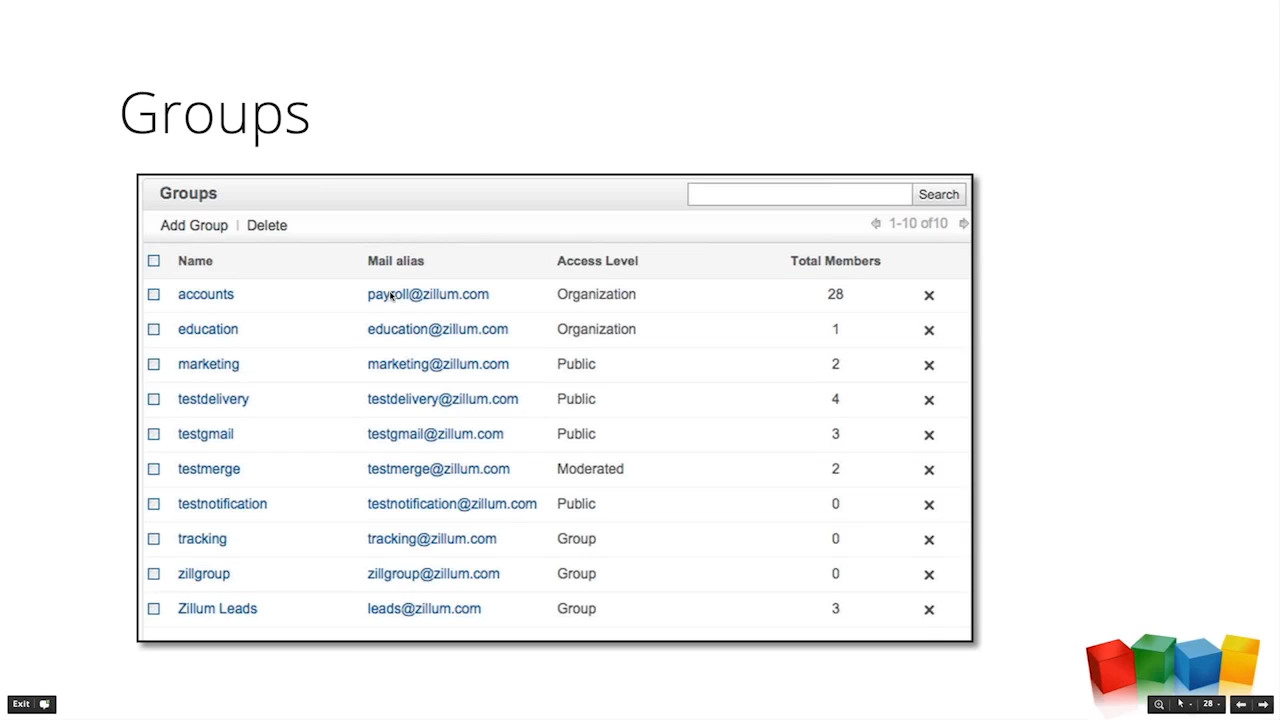 Groups
Groups Search
Add Group | Delete 1-10 of10
Name Mail alias Access Level Total Members
accounts payroll@zillum.com Organization 28
education education@zillum.com Organization 1
marketing marketing@zillum.com Public 2
testdelivery testdelivery@zillum.com Public 4
testgmail testgmail@zillum.com Public 3
testmerge testmerge@zillum.com Moderated 2
testnotification testnotification@zillum.com Public 0
tracking tracking@zillum.com Group 0
zillgroup zillgroup@zillum.com Group 0
Zillum Leads leads@zillum.com Group 3
Exit 28